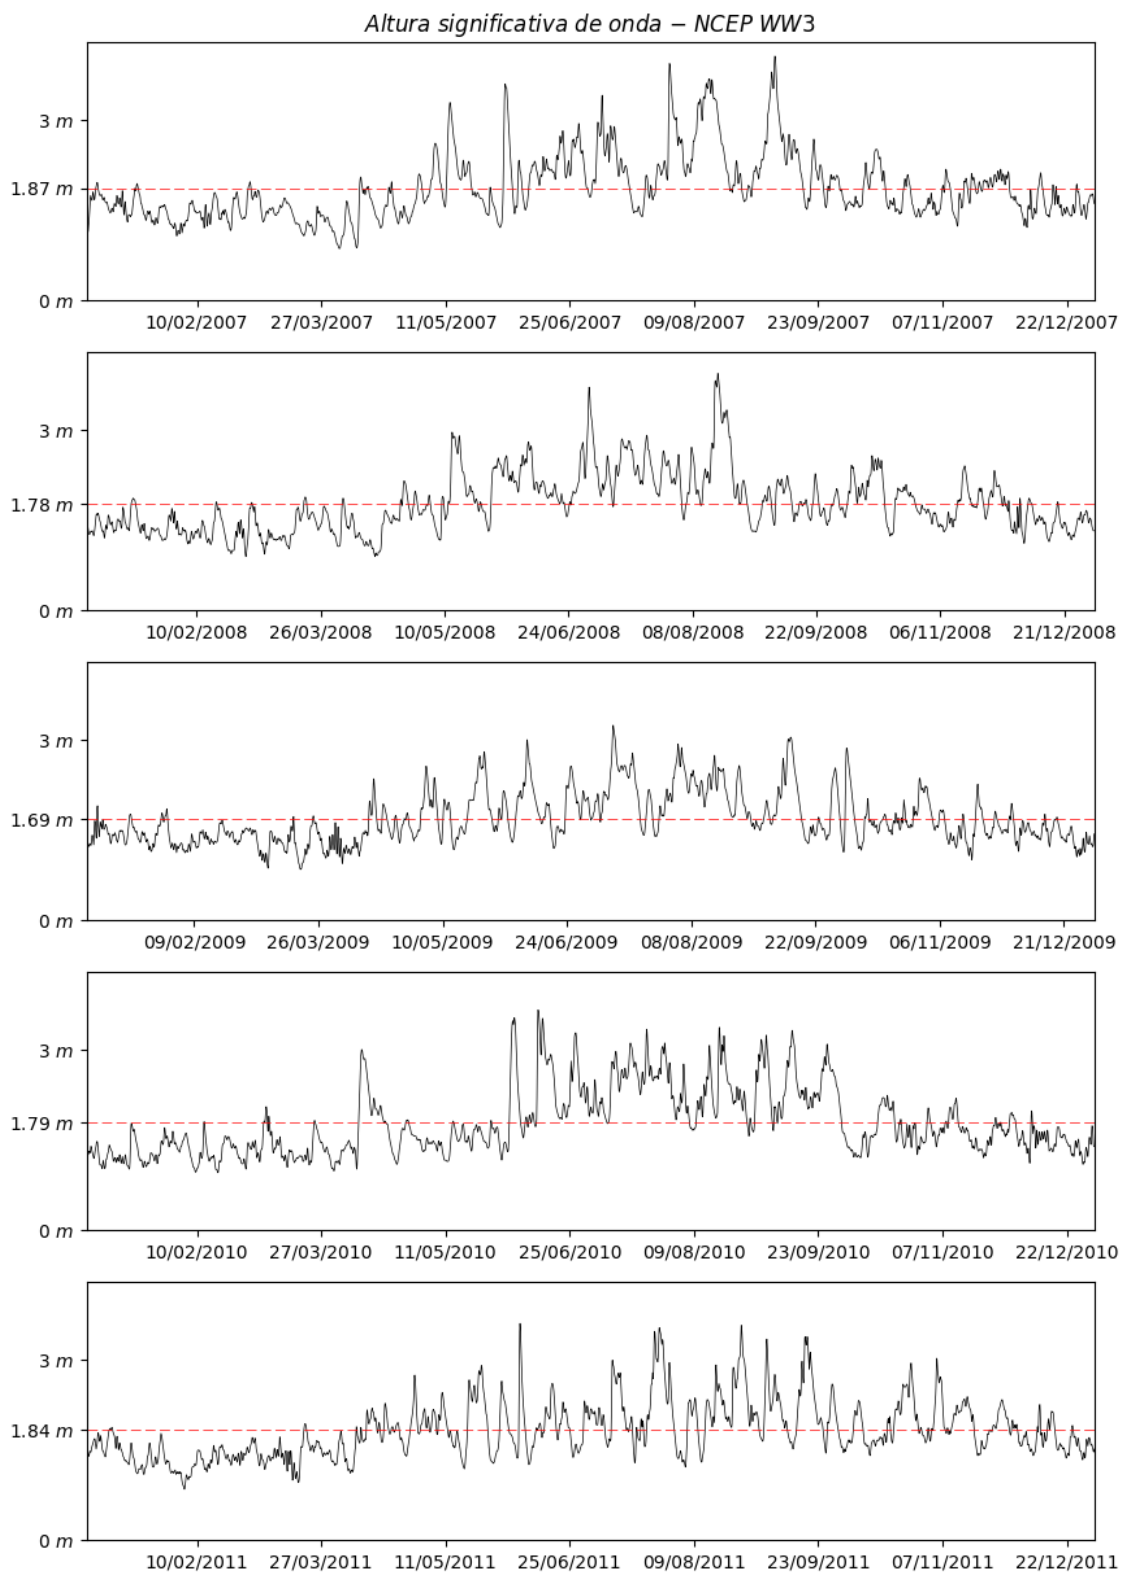 Altura significativa de onda − NCEP WW3
3 m
1.87 m
0 m
10/02/2007 27/03/2007 11/05/2007 25/06/2007 09/08/2007 23/09/2007 07/11/2007 22/12/2007
3 m
1.78 m
0 m
10/02/2008 26/03/2008 10/05/2008 24/06/2008 08/08/2008 22/09/2008 06/11/2008 21/12/2008
3 m
1.69 m
0 m
09/02/2009 26/03/2009 10/05/2009 24/06/2009 08/08/2009 22/09/2009 06/11/2009 21/12/2009
3 m
1.79 m
0 m
10/02/2010 27/03/2010 11/05/2010 25/06/2010 09/08/2010 23/09/2010 07/11/2010 22/12/2010
3 m
1.84 m
0 m
10/02/2011 27/03/2011 11/05/2011 25/06/2011 09/08/2011 23/09/2011 07/11/2011 22/12/2011